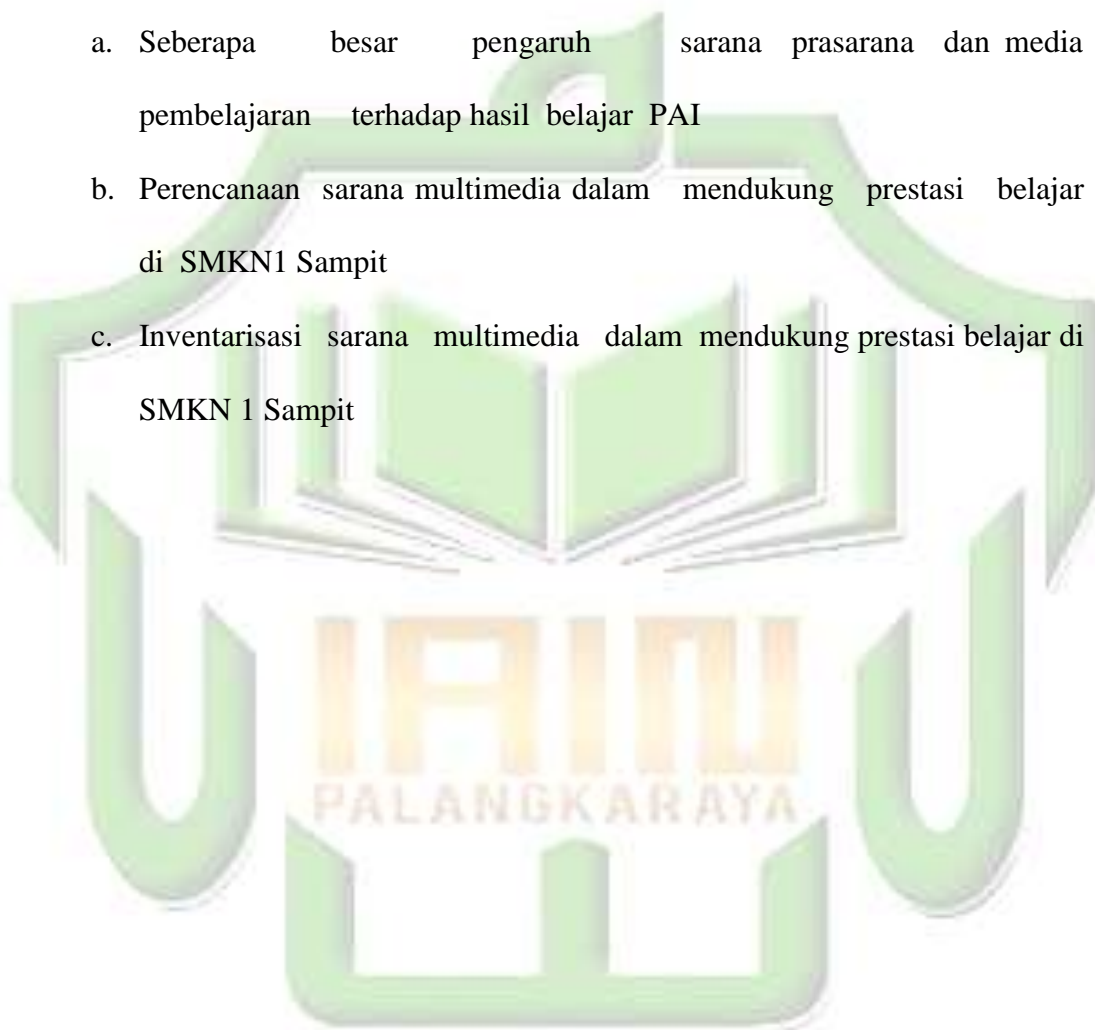 a. Seberapa besar pengaruh sarana prasarana dan media
pembelajaran terhadap hasil belajar PAI
b. Perencanaan sarana multimedia dalam mendukung prestasi belajar
di SMKN1 Sampit
c. Inventarisasi sarana multimedia dalam mendukung prestasi belajar di
SMKN 1 Sampit
IAIN
PALANGKARAYA